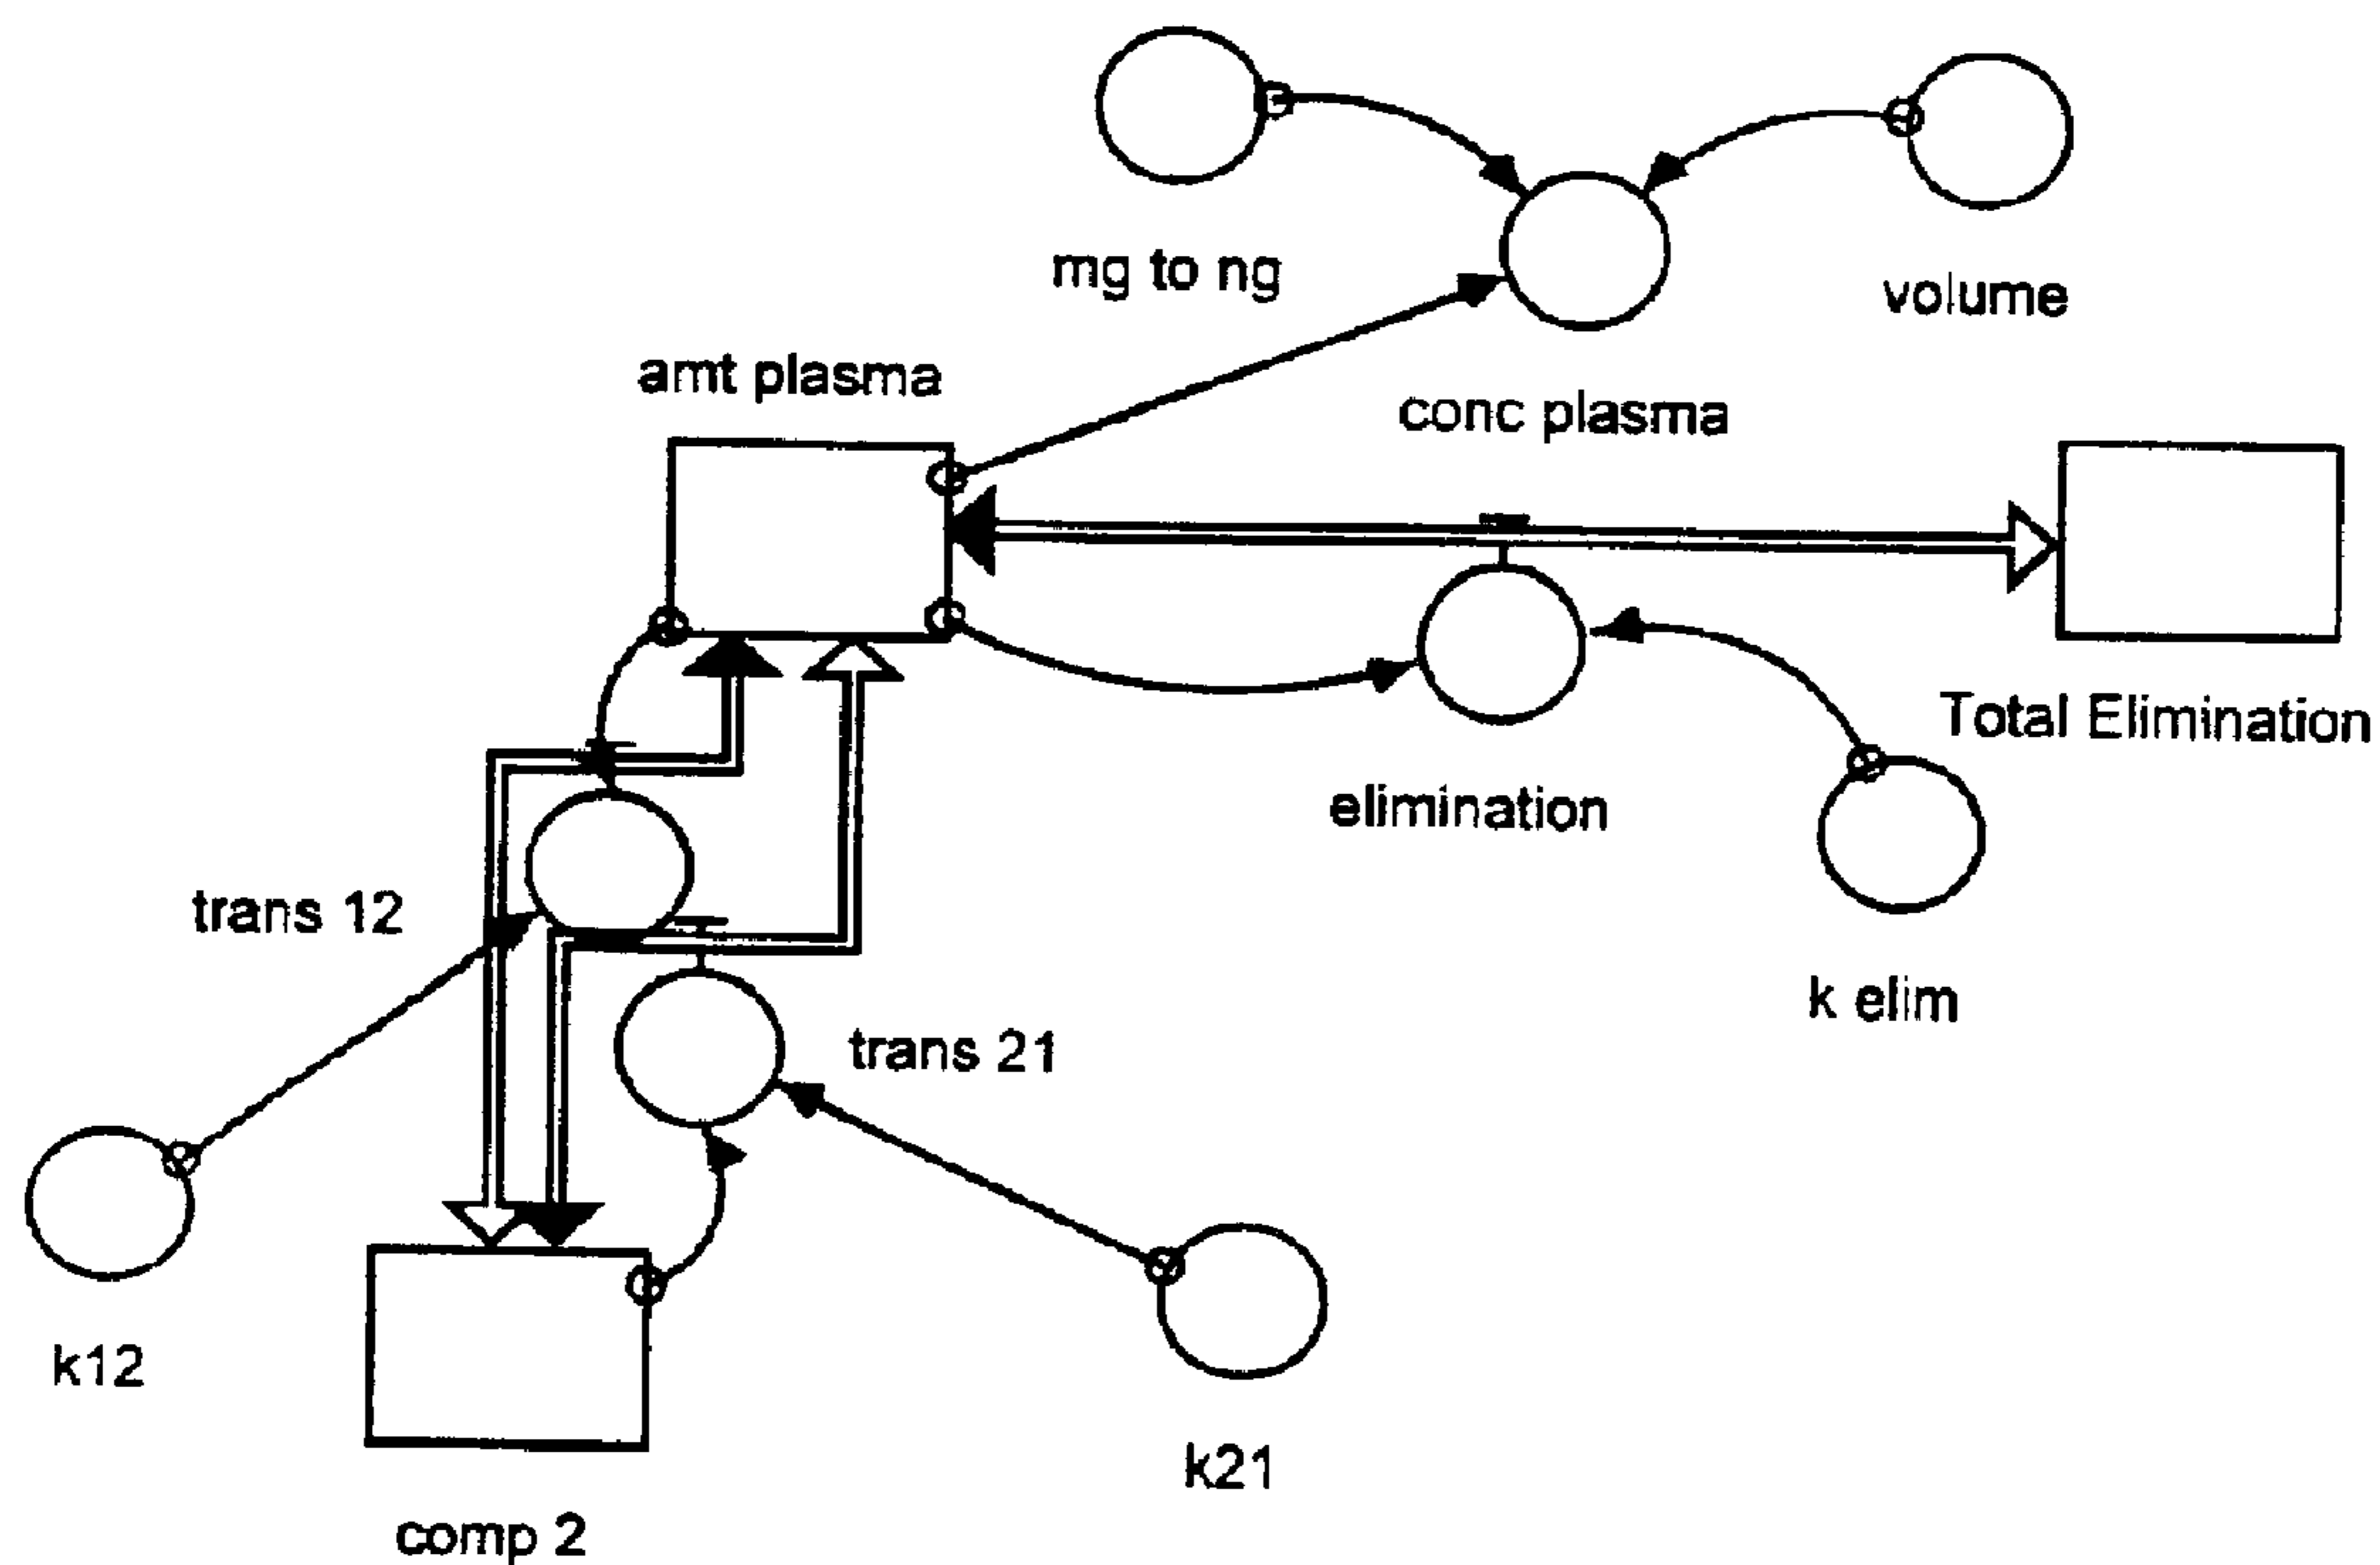 mg to ng
volume
amt plasma
conc plasma
Total Elimination
elimination
trans 12
k elim
trans 21
k12
k21
comp 2